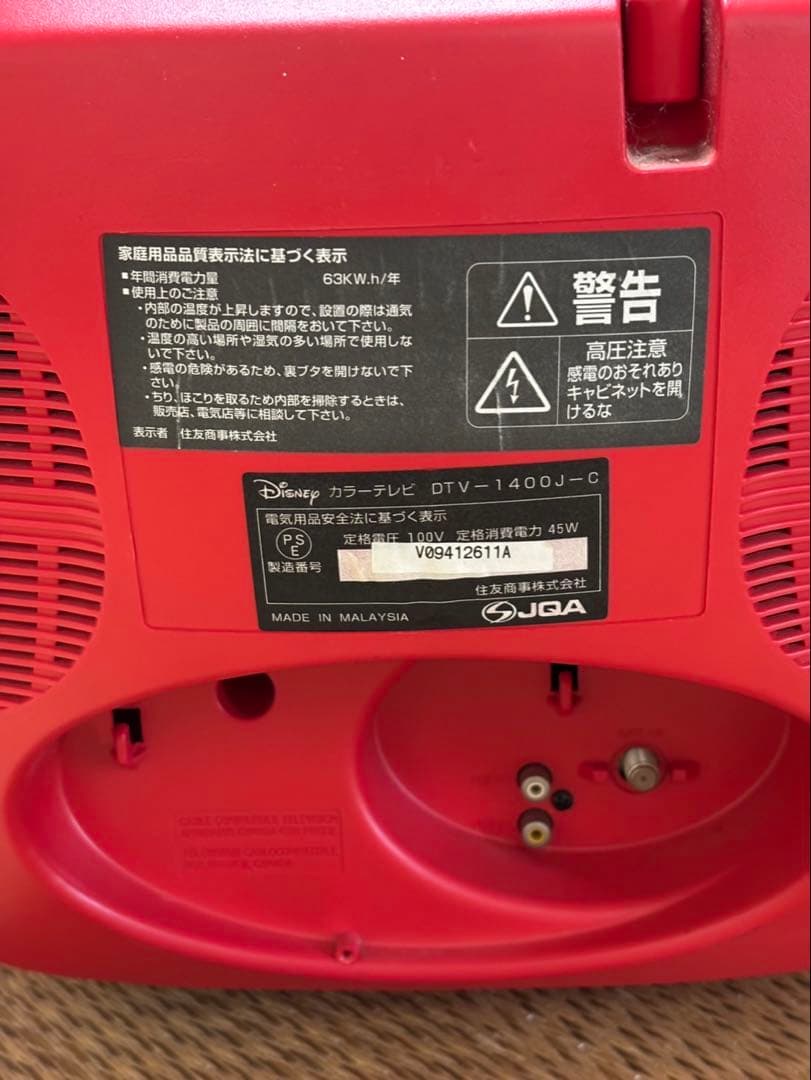 家庭用品品質表示法に基づく表示
■年間消費電力量 63KW.h/年
■使用上のご注意
・内部の温度が上昇しますので、設置の際は通気
のために製品の周囲に間隔をおいて下さい。
・温度の高い場所や湿気の多い場所で使用しな
いで下さい。
・感電の危険があるため、裏ブタを開けないで下
さい。
・ちり、ほこりを取るため内部を掃除するときは、
販売店、電気店等に相談して下さい。
表示者 住友商事株式会社
警告
高圧注意
感電のおそれあり
キャビネットを開
けるな
Disney カラーテレビ DTV-1400J-C
電気用品安全法に基づく表示
PSE 定格電圧 100V 定格消費電力 45W
製造番号 V09412611A
住友商事株式会社
MADE IN MALAYSIA JQA
CABLE COMPATIBLE TELEVISION